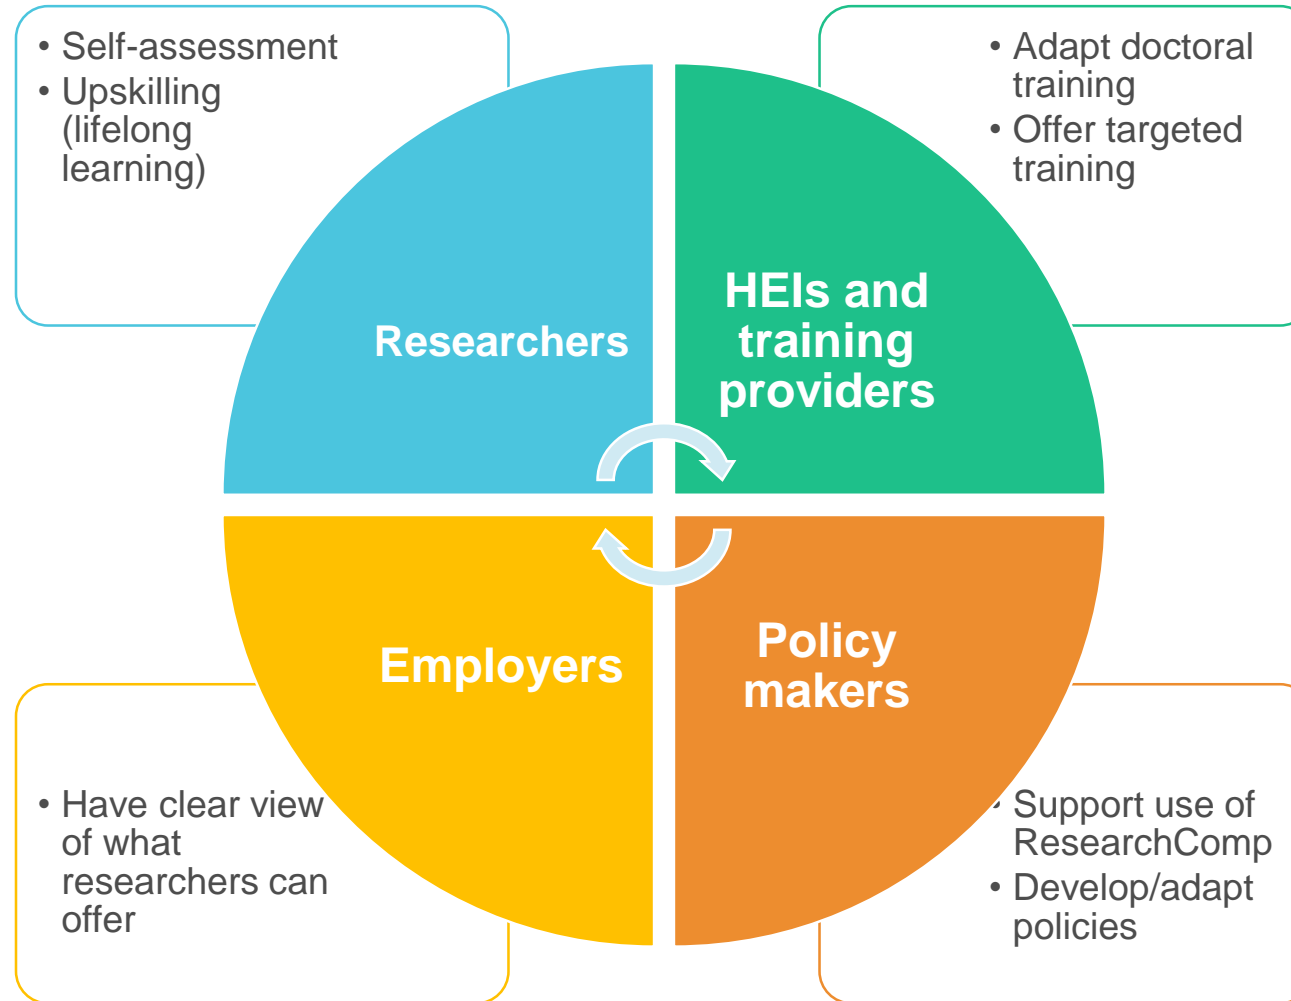 • Self-assessment
• Upskilling
(lifelong
learning)
• Adapt doctoral
training
• Offer targeted
training
Researchers
HEIs and
training
providers
Employers
Policy
makers
• Have clear view
of what
researchers can
offer
• Support use of
ResearchComp
• Develop/adapt
policies